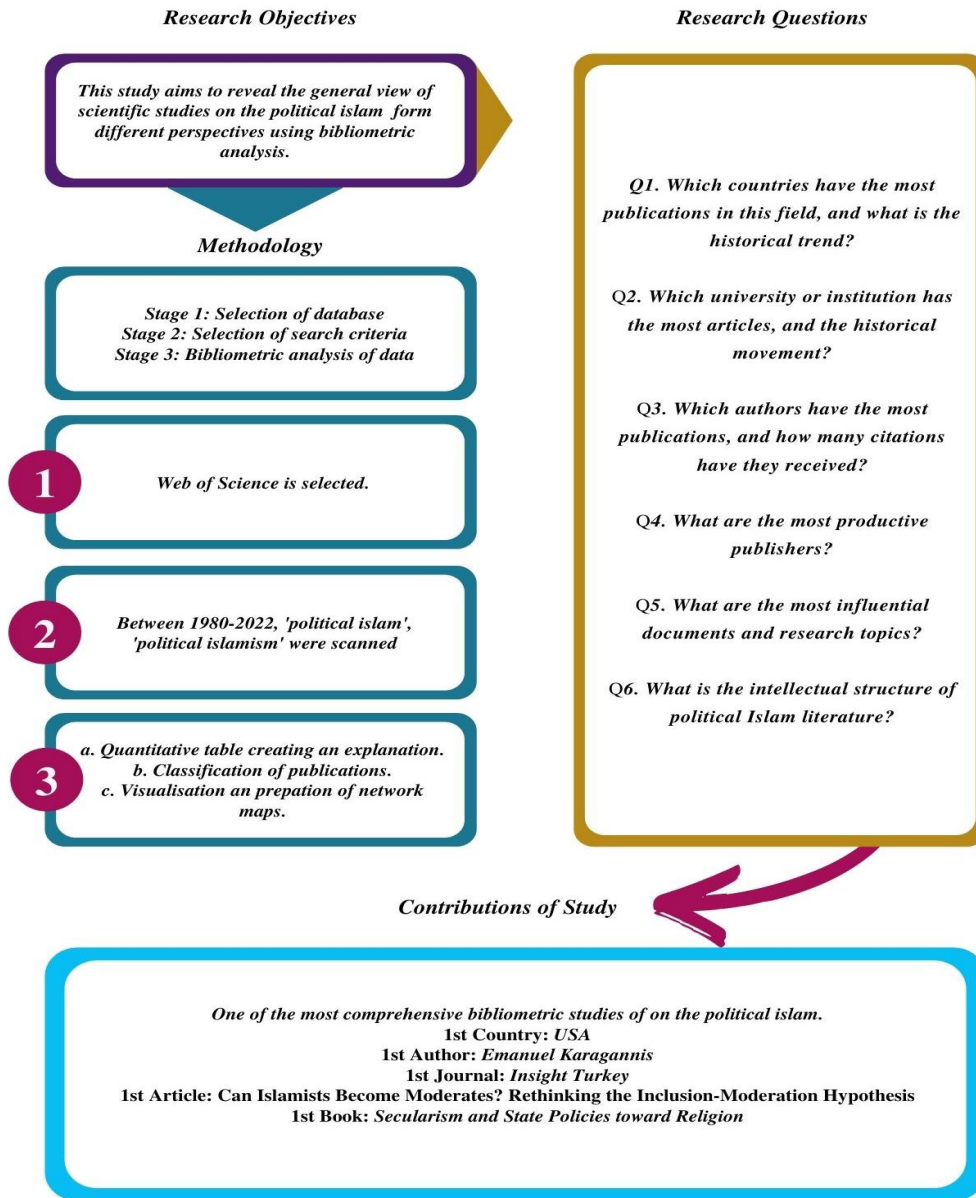 Research Objectives
This study aims to reveal the general view of
scientific studies on the political islam form
different perspectives using bibliometric
analysis.
Methodology
Stage 1: Selection of database
Stage 2: Selection of search criteria
Stage 3: Bibliometric analysis of data
1
Web of Science is selected.
2
Between 1980-2022, 'political islam',
'political islamism' were scanned
3
a. Quantitative table creating an explanation.
b. Classification of publications.
c. Visualisation an prepation of network
maps.
Research Questions
Q1. Which countries have the most
publications in this field, and what is the
historical trend?
Q2. Which university or institution has
the most articles, and the historical
movement?
Q3. Which authors have the most
publications, and how many citations
have they received?
Q4. What are the most productive
publishers?
Q5. What are the most influential
documents and research topics?
Q6. What is the intellectual structure of
political Islam literature?
Contributions of Study
One of the most comprehensive bibliometric studies of on the political islam.
1st Country: USA
1st Author: Emanuel Karagannis
1st Journal: Insight Turkey
1st Article: Can Islamists Become Moderates? Rethinking the Inclusion-Moderation Hypothesis
1st Book: Secularism and State Policies toward Religion